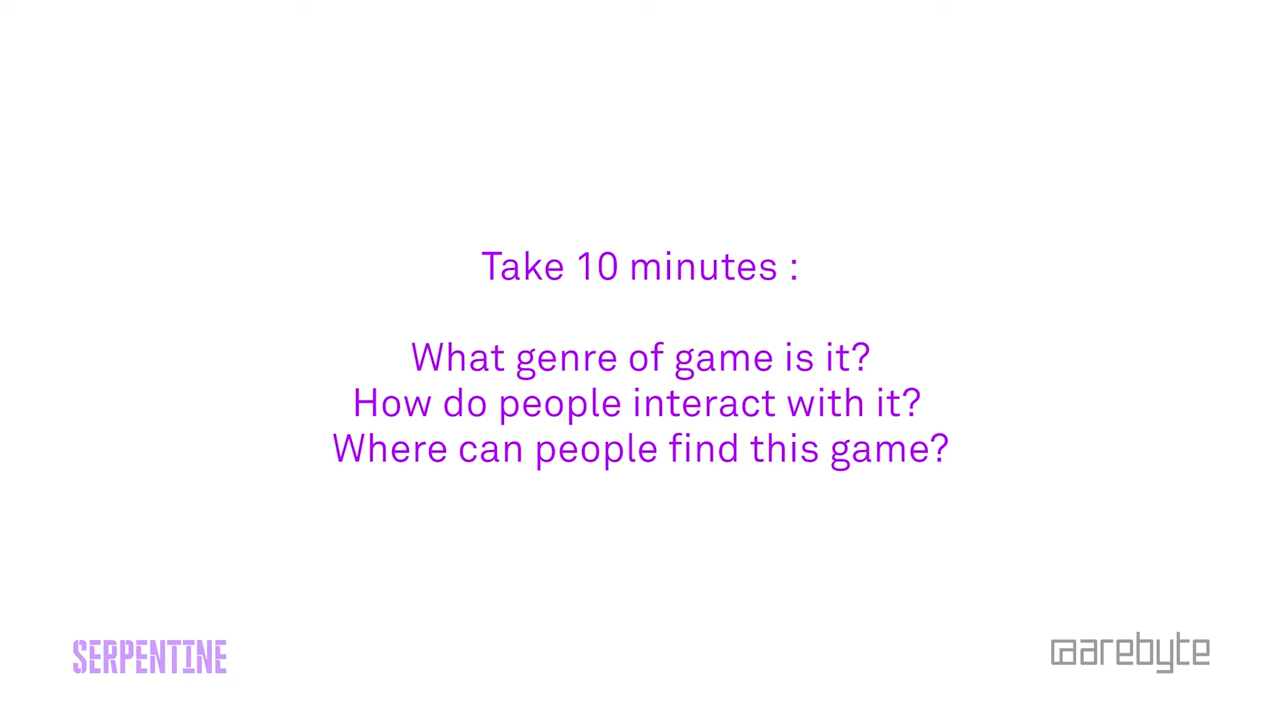 Take 10 minutes :
What genre of game is it?
How do people interact with it?
Where can people find this game?
SERPENTINE
arebyte